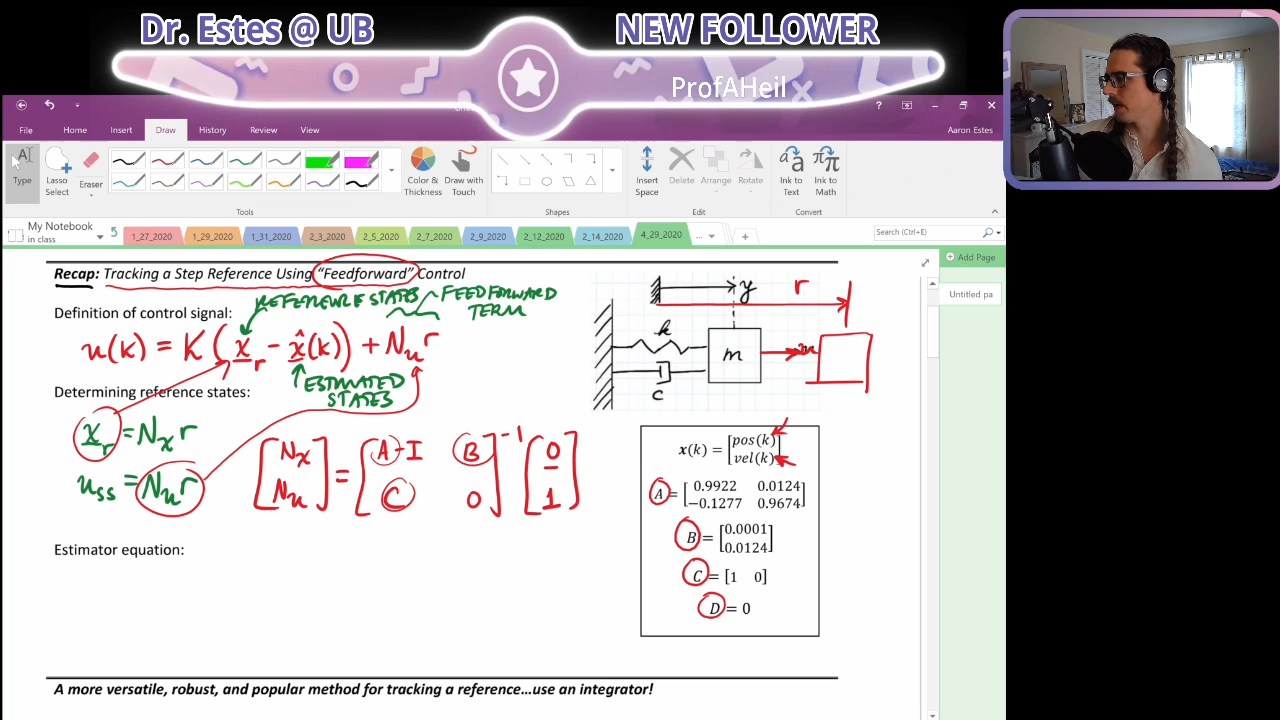 Dr. Estes @ UB
NEW FOLLOWER
ProfAHeil
File Home Insert Draw History Review View
Aaron Estes
Type
Lasso Select
Eraser
Color & Thickness
Draw with Touch
Insert Space
Delete
Arrange
Rotate
Ink to Text
Ink to Math
Tools
Shapes
Edit
Convert
My Notebook
in class
1_27_2020 1_29_2020 1_31_2020 2_3_2020 2_5_2020 2_7_2020 2_9_2020 2_12_2020 2_14_2020 4_29_2020 ...
Search (Ctrl+E)
Add Page
Untitled pa
Recap: Tracking a Step Reference Using "Feedforward" Control
REFERENCE STATES
FEEDFORWARD TERM
Definition of control signal:
u(k) = K(x_r - x̂(k)) + N_u r
ESTIMATED STATES
Determining reference states:
x_r = N_x r
u_ss = N_u r
[N_x N_u] = [A-I B C 0]^-1 [0 1]
Estimator equation:
y
r
k
m
u
c
x(k) = [pos(k) vel(k)]
A = [0.9922 0.0124
-0.1277 0.9674]
B = [0.0001
0.0124]
C = [1 0]
D = 0
A more versatile, robust, and popular method for tracking a reference...use an integrator!